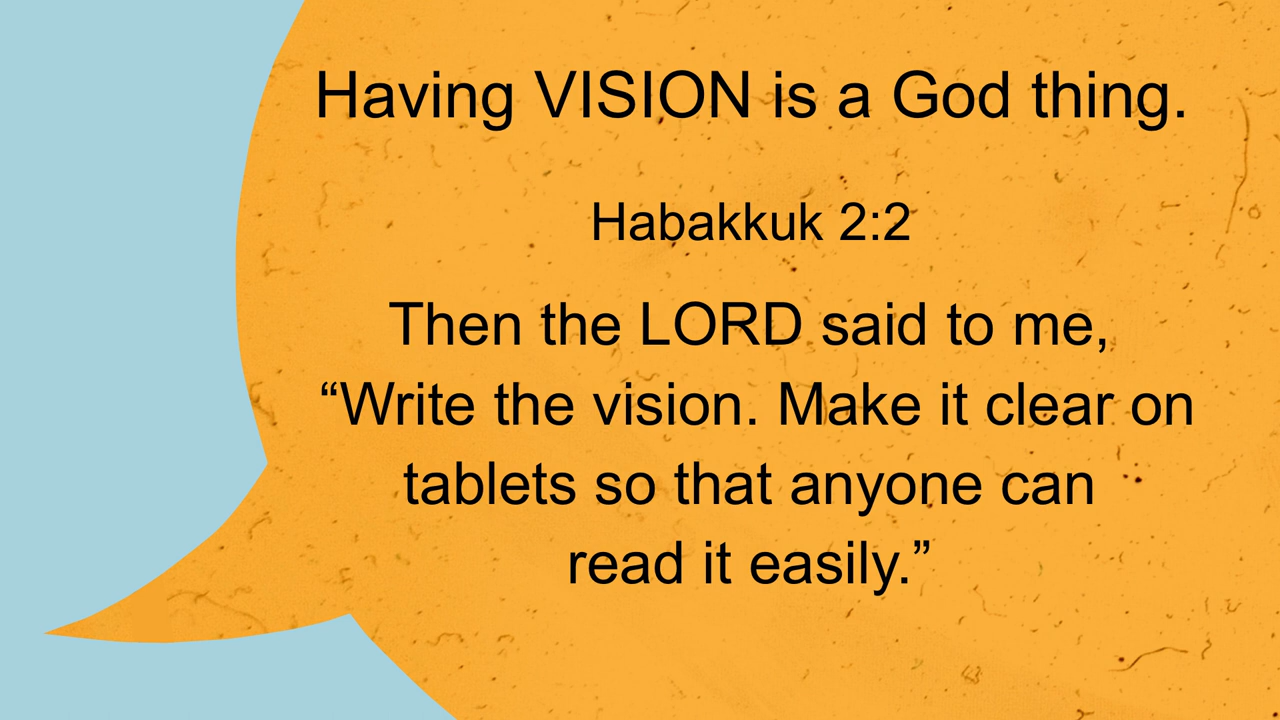 Having VISION is a God thing.
Habakkuk 2:2
Then the LORD said to me,
“Write the vision. Make it clear on
tablets so that anyone can
read it easily.”